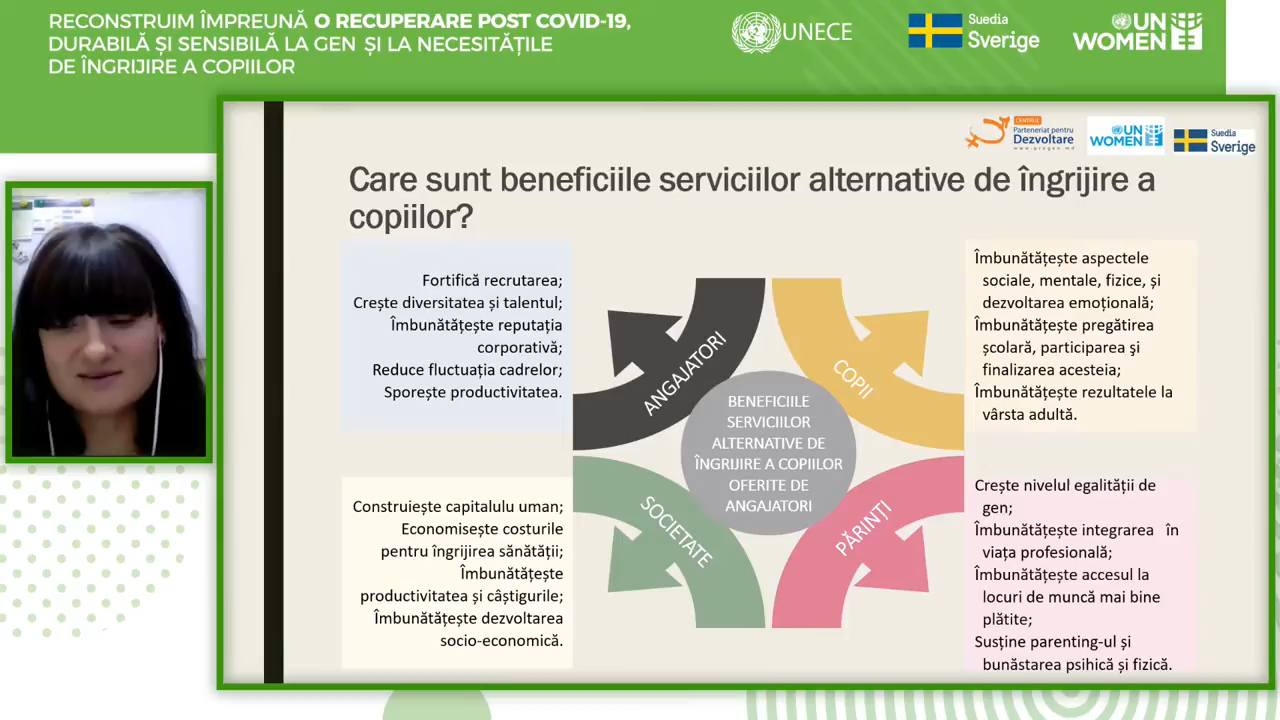 RECONSTRUIM ÎMPREUNĂ O RECUPERARE POST COVID-19,
DURABILĂ ȘI SENSIBILĂ LA GEN ȘI LA NECESITĂȚILE
DE ÎNGRIJIRE A COPIILOR
UNECE
Suedia
Sverige
UN
WOMEN
CENTRUL
Parteneriat pentru
Dezvoltare
www.progen.md
UN
WOMEN
Suedia
Sverige
Care sunt beneficiile serviciilor alternative de îngrijire a
copiilor?
Fortifică recrutarea;
Crește diversitatea și talentul;
Îmbunătățește reputația
corporativă;
Reduce fluctuația cadrelor;
Sporește productivitatea.
Îmbunătățește aspectele
sociale, mentale, fizice, și
dezvoltarea emoțională;
Îmbunătățește pregătirea
școlară, participarea şi
finalizarea acesteia;
Îmbunătățește rezultatele la
vârsta adultă.
ANGAJATORI
COPII
BENEFICIILE
SERVICIILOR
ALTERNATIVE DE
ÎNGRIJIRE A COPIILOR
OFERITE DE
ANGAJATORI
SOCIETATE
PĂRINȚI
Construiește capitalulu uman;
Economisește costurile
pentru îngrijirea sănătății;
Îmbunătățește
productivitatea și câștigurile;
Îmbunătățește dezvoltarea
socio-economică.
Crește nivelul egalității de
gen;
Îmbunătățește integrarea în
viața profesională;
Îmbunătățește accesul la
locuri de muncă mai bine
plătite;
Susține parenting-ul și
bunăstarea psihică și fizică.